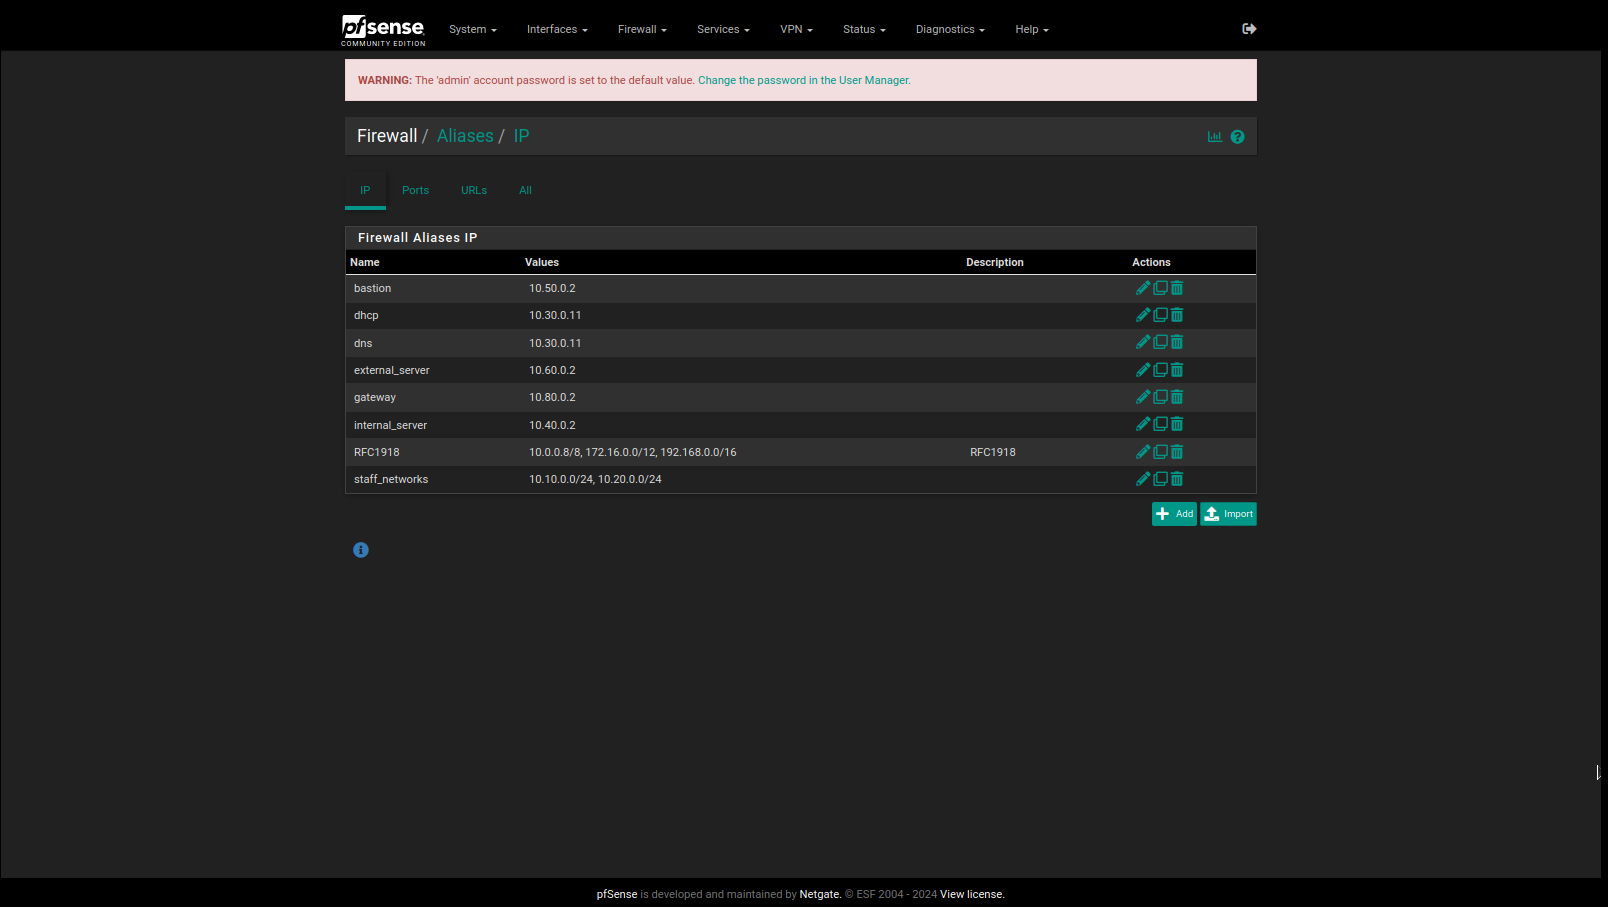 pfsense System Interfaces Firewall Services VPN Status Diagnostics Help
COMMUNITY EDITION
WARNING: The 'admin' account password is set to the default value. Change the password in the User Manager.
Firewall / Aliases / IP
IP Ports URLs All
Firewall Aliases IP
Name Values Description Actions
bastion 10.50.0.2
dhcp 10.30.0.11
dns 10.30.0.11
external_server 10.60.0.2
gateway 10.80.0.2
internal_server 10.40.0.2
RFC1918 10.0.0.8/8, 172.16.0.0/12, 192.168.0.0/16 RFC1918
staff_networks 10.10.0.0/24, 10.20.0.0/24
Add Import
pfSense is developed and maintained by Netgate. © ESF 2004 - 2024 View license.